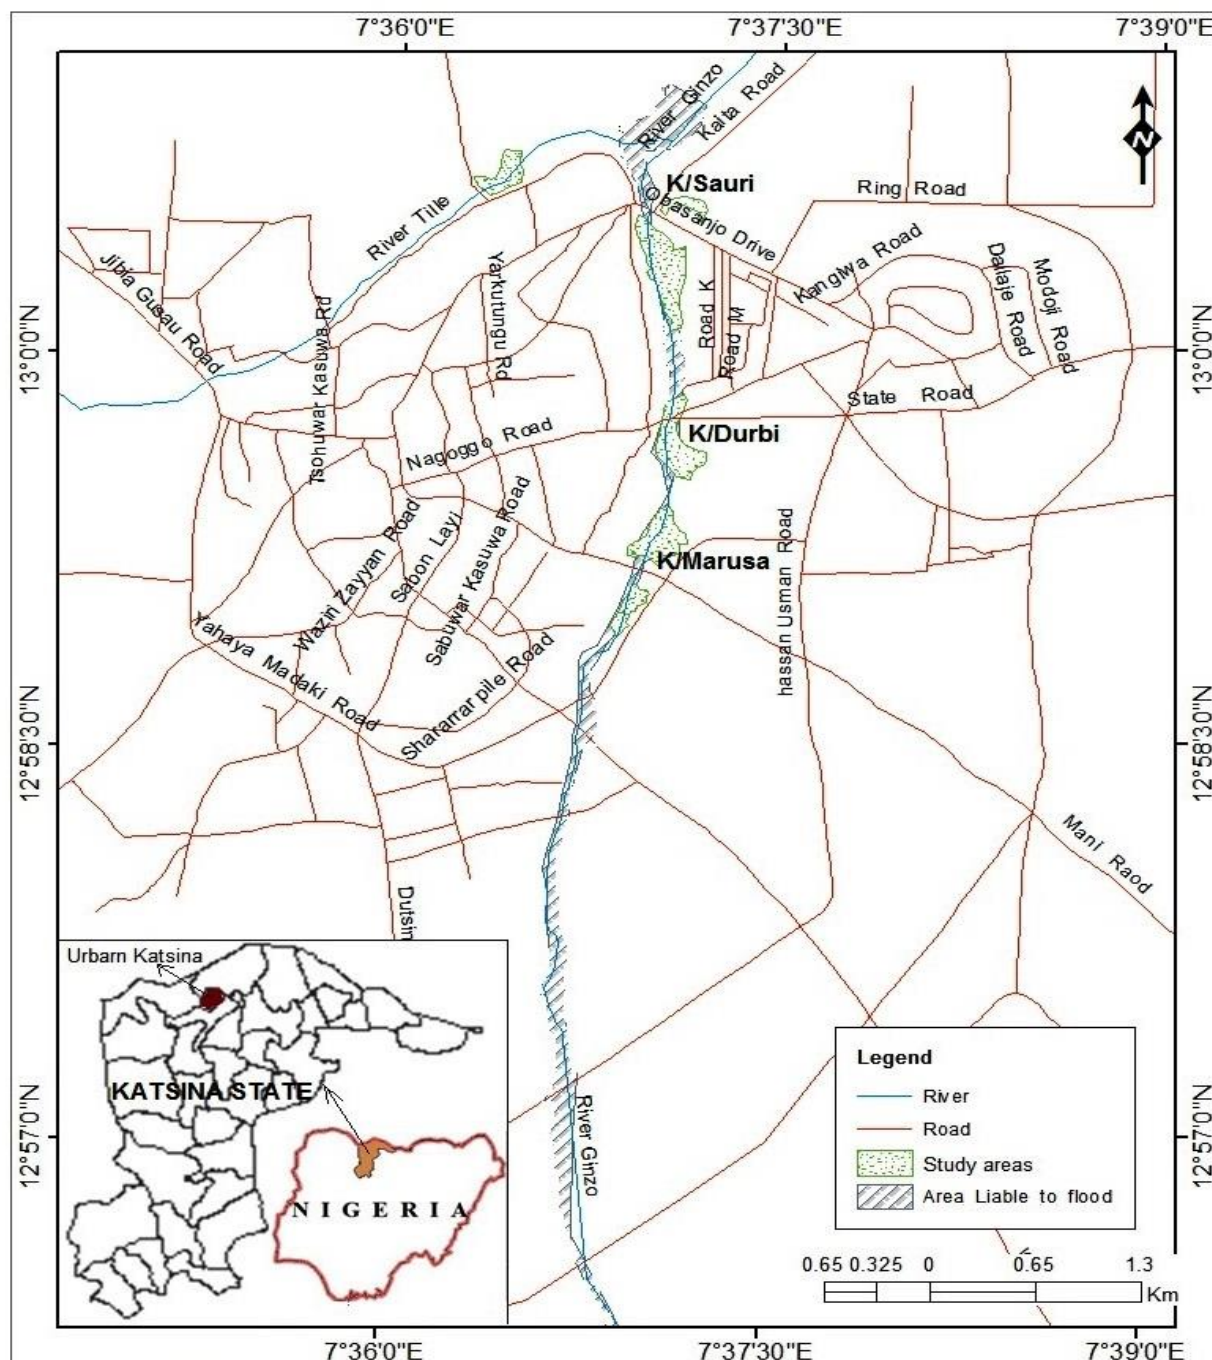 7°36'0"E
7°37'30"E
7°39'0"E
River Ginzo
Kaita Road
K/Sauri
Obasanjo Drive
Ring Road
River Tille
Jibia Gusau Road
Tsohuwar Kasuwa Rd
Yarkutungu Rd
Road K
Road M
Kangiwa Road
Dallaje Road
Modoji Road
13°0'0"N
13°0'0"N
State Road
K/Durbi
Nagoggo Road
Waziri Zayyan Road
Sabon Layi
Sabuwar Kasuwa Road
K/Marusa
hassan Usman Road
Yahaya Madaki Road
Shararrarpile Road
12°58'30"N
12°58'30"N
Mani Raod
Dutsin
Urbarn Katsina
KATSINA STATE
NIGERIA
River Ginzo
12°57'0"N
12°57'0"N
Legend
River
Road
Study areas
Area Liable to flood
0.65 0.325 0 0.65 1.3
Km
7°36'0"E
7°37'30"E
7°39'0"E
N